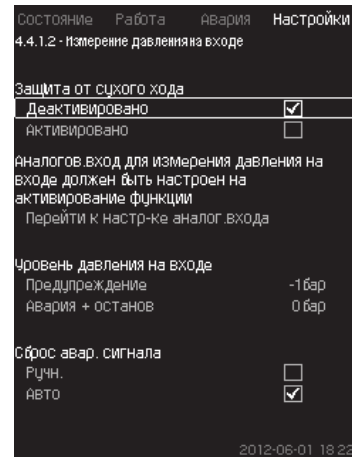 Состояние Работа Авария Настройки
4.4.1.2 - Измерение давления на входе
Защита от сухого хода
Деактивировано
Активировано
Аналогов.вход для измерения давления на
входе должен быть настроен на
активирование функции
Перейти к настр-ке аналог.входа
Уровень давления на входе
Предупреждение -1бар
Авария + останов 0бар
Сброс авар. сигнала
Ручн.
Авто
2012-06-01 18:22